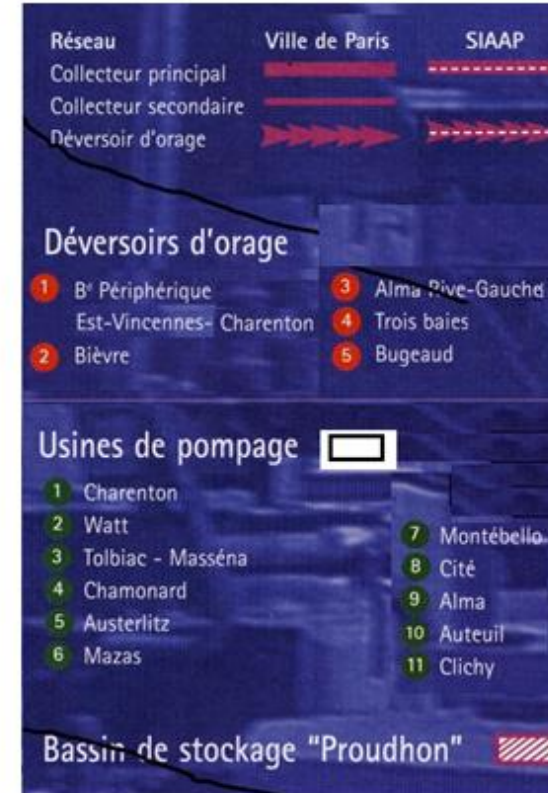 Réseau Ville de Paris SIAAP
Collecteur principal
Collecteur secondaire
Déversoir d'orage
Déversoirs d'orage
1 Bd Périphérique
Est-Vincennes- Charenton
2 Bièvre
3 Alma Rive-Gauche
4 Trois baies
5 Bugeaud
Usines de pompage
1 Charenton
2 Watt
3 Tolbiac - Masséna
4 Chamonard
5 Austerlitz
6 Mazas
7 Montébello
8 Cité
9 Alma
10 Auteuil
11 Clichy
Bassin de stockage "Proudhon"